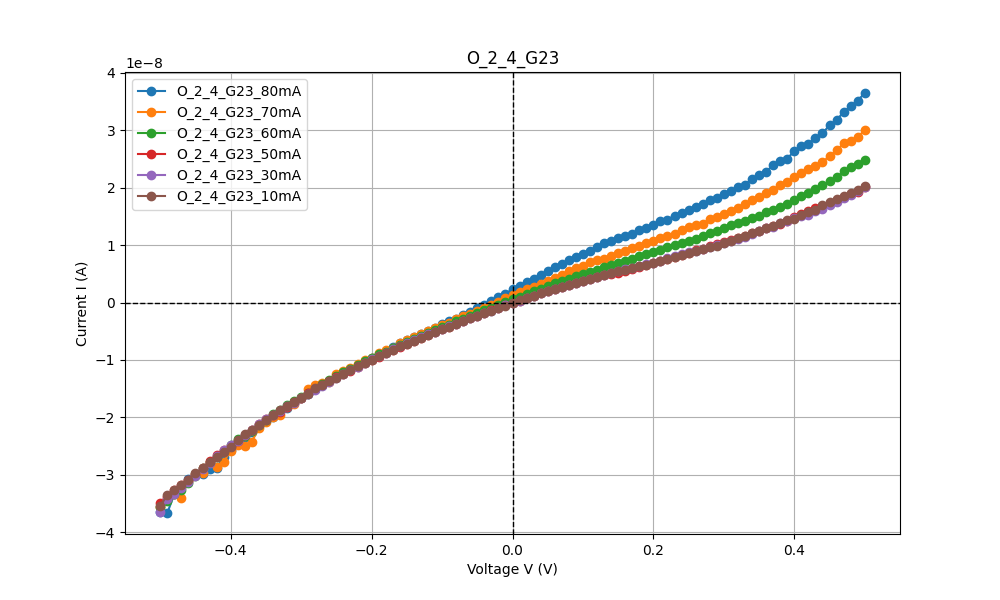 O_2_4_G23
1e−8
4
3
2
1
0
−1
−2
−3
−4
Current I (A)
O_2_4_G23_80mA
O_2_4_G23_70mA
O_2_4_G23_60mA
O_2_4_G23_50mA
O_2_4_G23_30mA
O_2_4_G23_10mA
−0.4 −0.2 0.0 0.2 0.4
Voltage V (V)